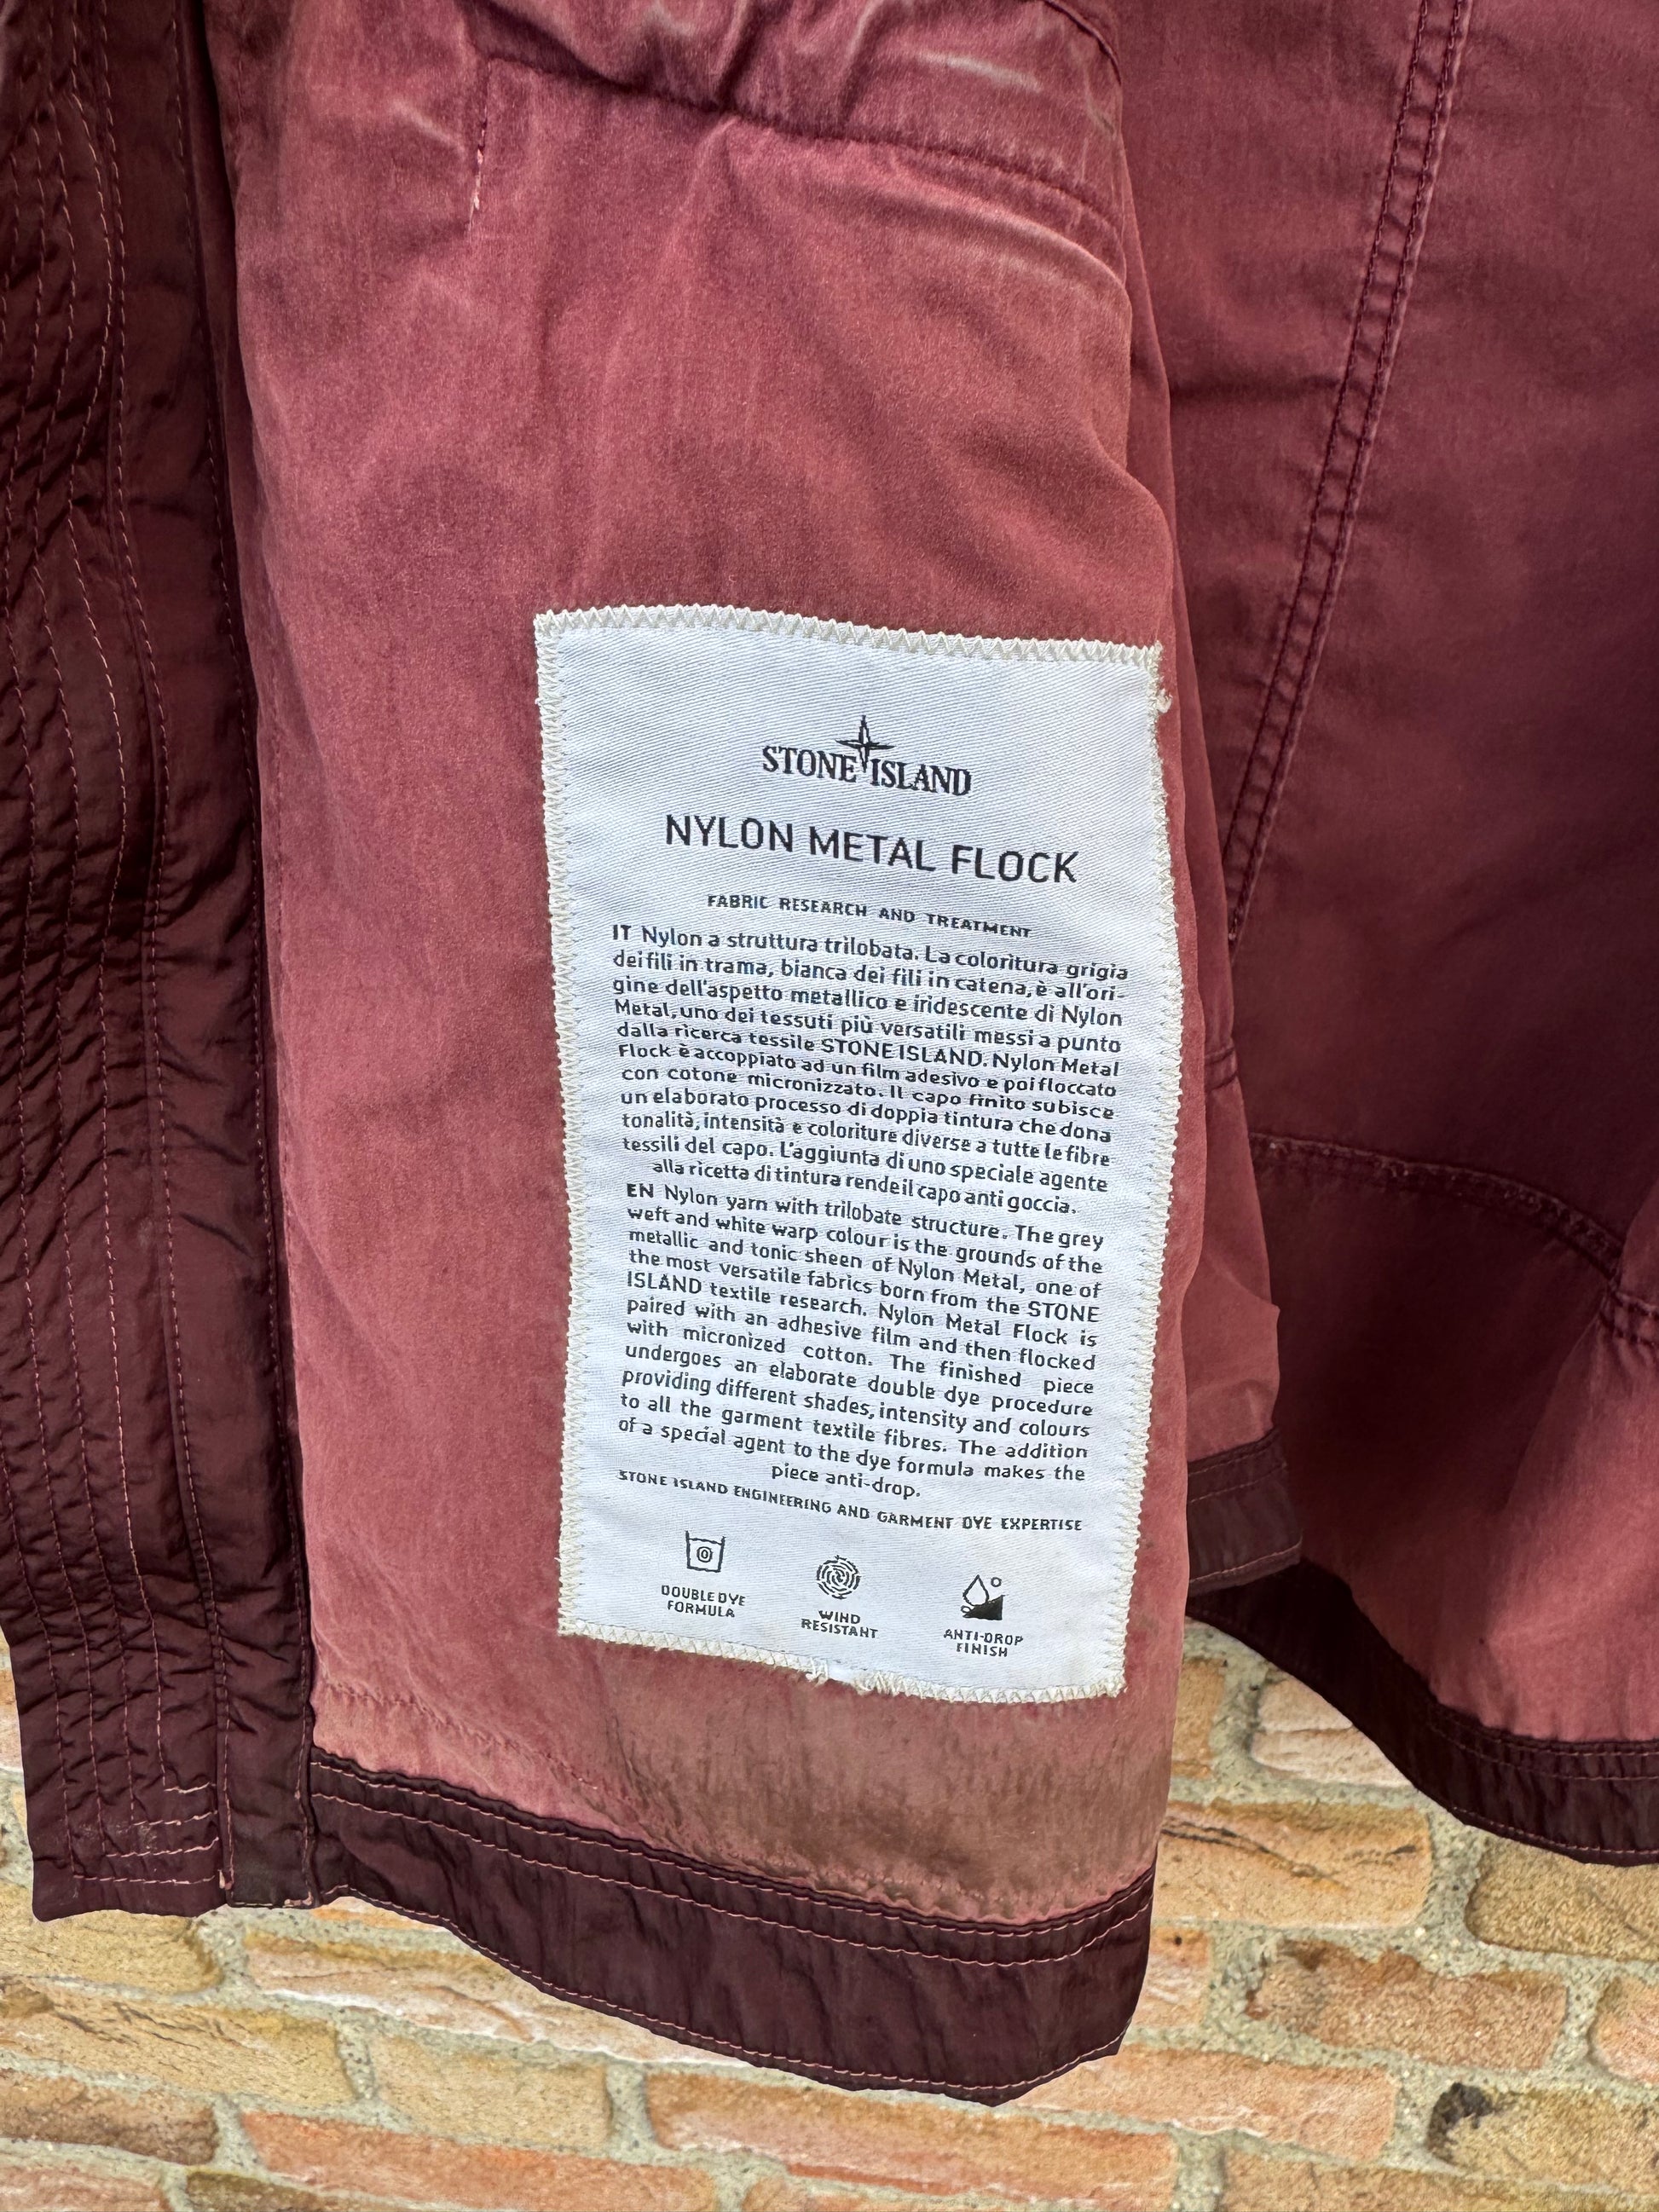 STONE ISLAND
NYLON METAL FLOCK
FABRIC RESEARCH AND TREATMENT
IT Nylon a struttura trilobata. La coloritura grigia
dei fili in trama, bianca dei fili in catena, è all'ori-
gine dell'aspetto metallico e iridescente di Nylon
Metal, uno dei tessuti più versatili messi a punto
dalla ricerca tessile STONE ISLAND. Nylon Metal
Flock è accoppiato ad un film adesivo e poi floccato
con cotone micronizzato. Il capo finito subisce
un elaborato processo di doppia tintura che dona
tonalità, intensità e coloriture diverse a tutte le fibre
tessili del capo. L'aggiunta di uno speciale agente
alla ricetta di tintura rende il capo anti goccia.
EN Nylon yarn with trilobate structure. The grey
weft and white warp colour is the grounds of the
metallic and tonic sheen of Nylon Metal, one of
the most versatile fabrics born from the STONE
ISLAND textile research. Nylon Metal Flock is
paired with an adhesive film and then flocked
with micronized cotton. The finished piece
undergoes an elaborate double dye procedure
providing different shades, intensity and colours
to all the garment textile fibres. The addition
of a special agent to the dye formula makes the
piece anti-drop.
STONE ISLAND ENGINEERING AND GARMENT DYE EXPERTISE
DOUBLE DYE
FORMULA
WIND
RESISTANT
ANTI-DROP
FINISH